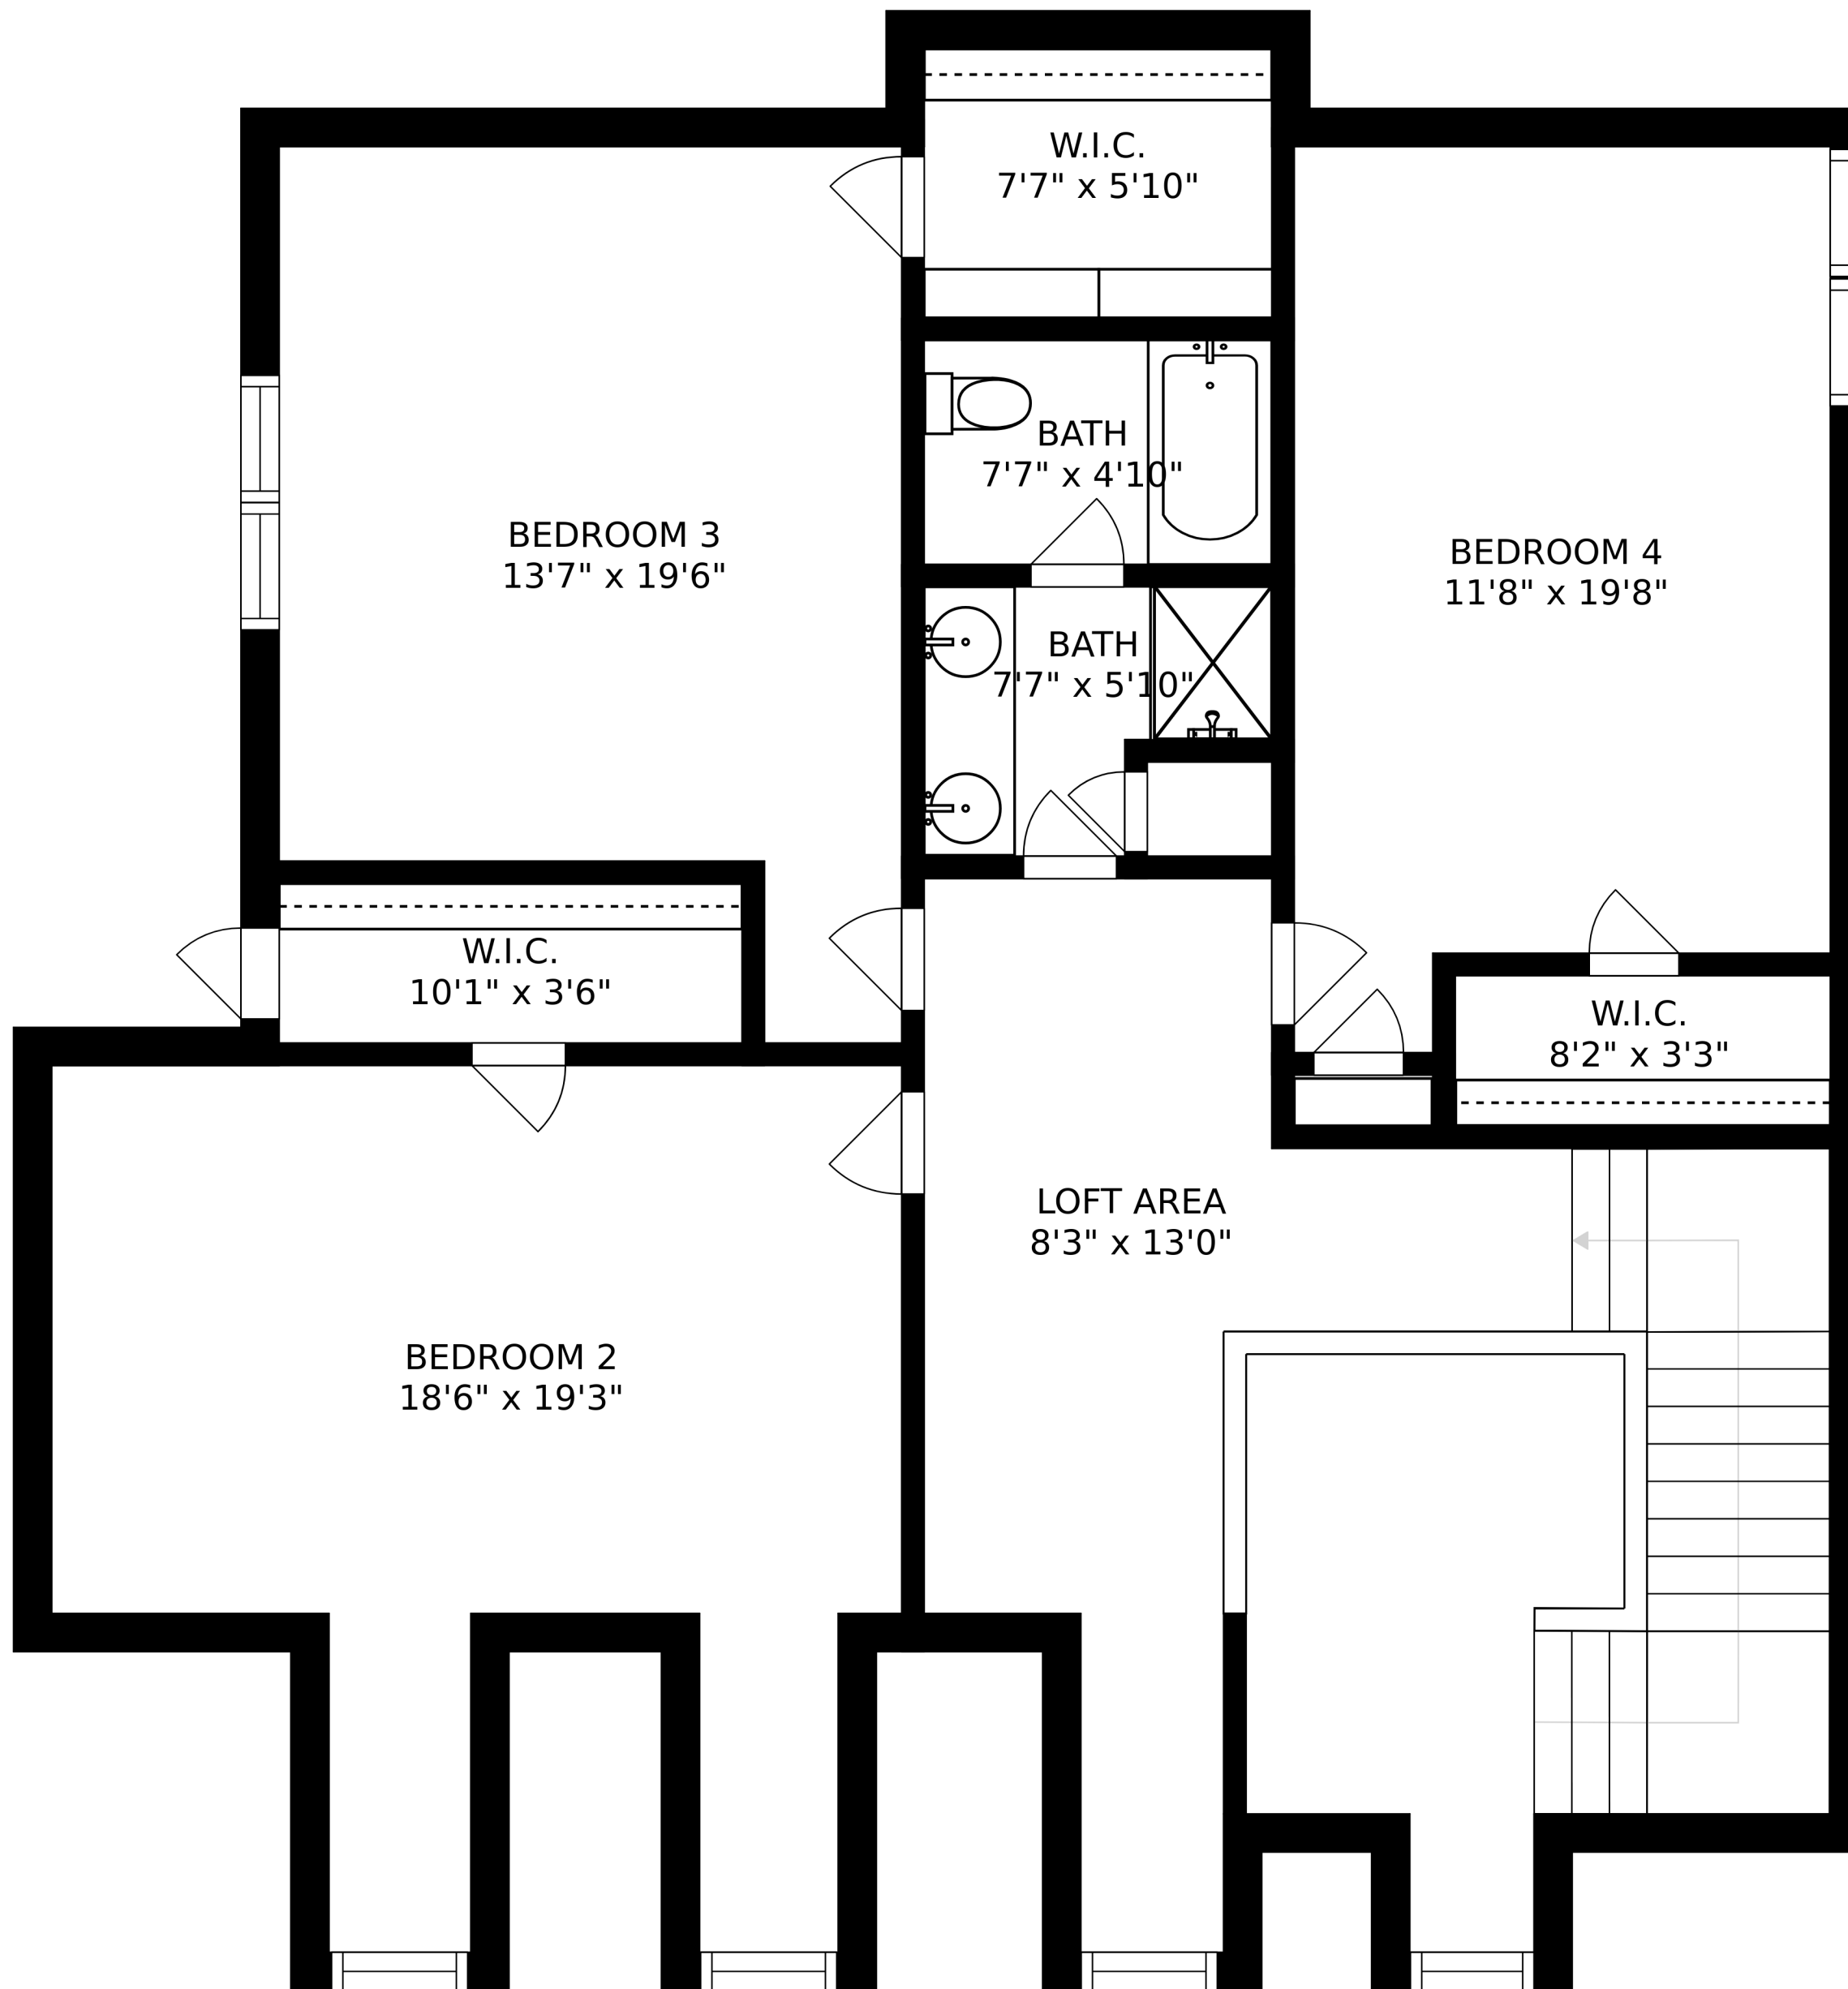 W.I.C.
7'7" x 5'10"
BATH
7'7" x 4'10"
BEDROOM 3
13'7" x 19'6"
BEDROOM 4
11'8" x 19'8"
BATH
7'7" x 5'10"
W.I.C.
10'1" x 3'6"
W.I.C.
8'2" x 3'3"
LOFT AREA
8'3" x 13'0"
BEDROOM 2
18'6" x 19'3"